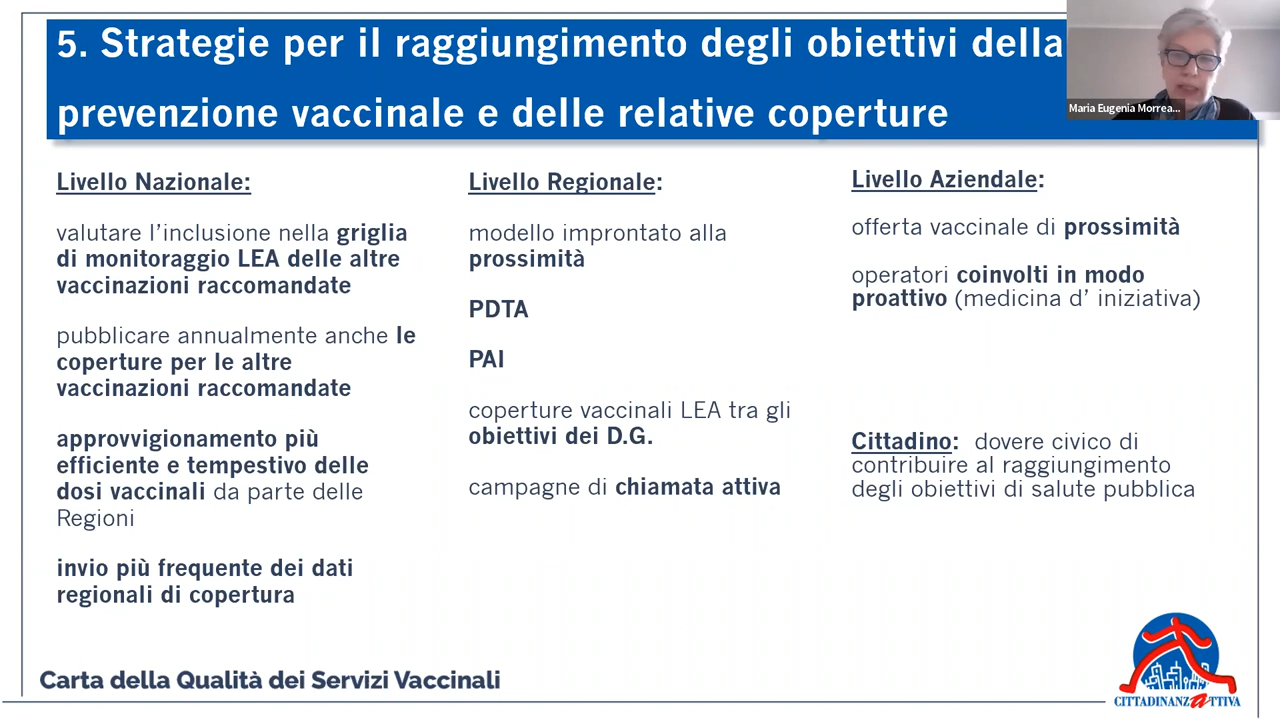 5. Strategie per il raggiungimento degli obiettivi della
prevenzione vaccinale e delle relative coperture
Maria Eugenia Morrea...
Livello Nazionale:
valutare l'inclusione nella griglia
di monitoraggio LEA delle altre
vaccinazioni raccomandate
pubblicare annualmente anche le
coperture per le altre
vaccinazioni raccomandate
approvvigionamento più
efficiente e tempestivo delle
dosi vaccinali da parte delle
Regioni
invio più frequente dei dati
regionali di copertura
Livello Regionale:
modello improntato alla
prossimità
PDTA
PAI
coperture vaccinali LEA tra gli
obiettivi dei D.G.
campagne di chiamata attiva
Livello Aziendale:
offerta vaccinale di prossimità
operatori coinvolti in modo
proattivo (medicina d' iniziativa)
Cittadino: dovere civico di
contribuire al raggiungimento
degli obiettivi di salute pubblica
Carta della Qualità dei Servizi Vaccinali
CITTADINANZATTIVA